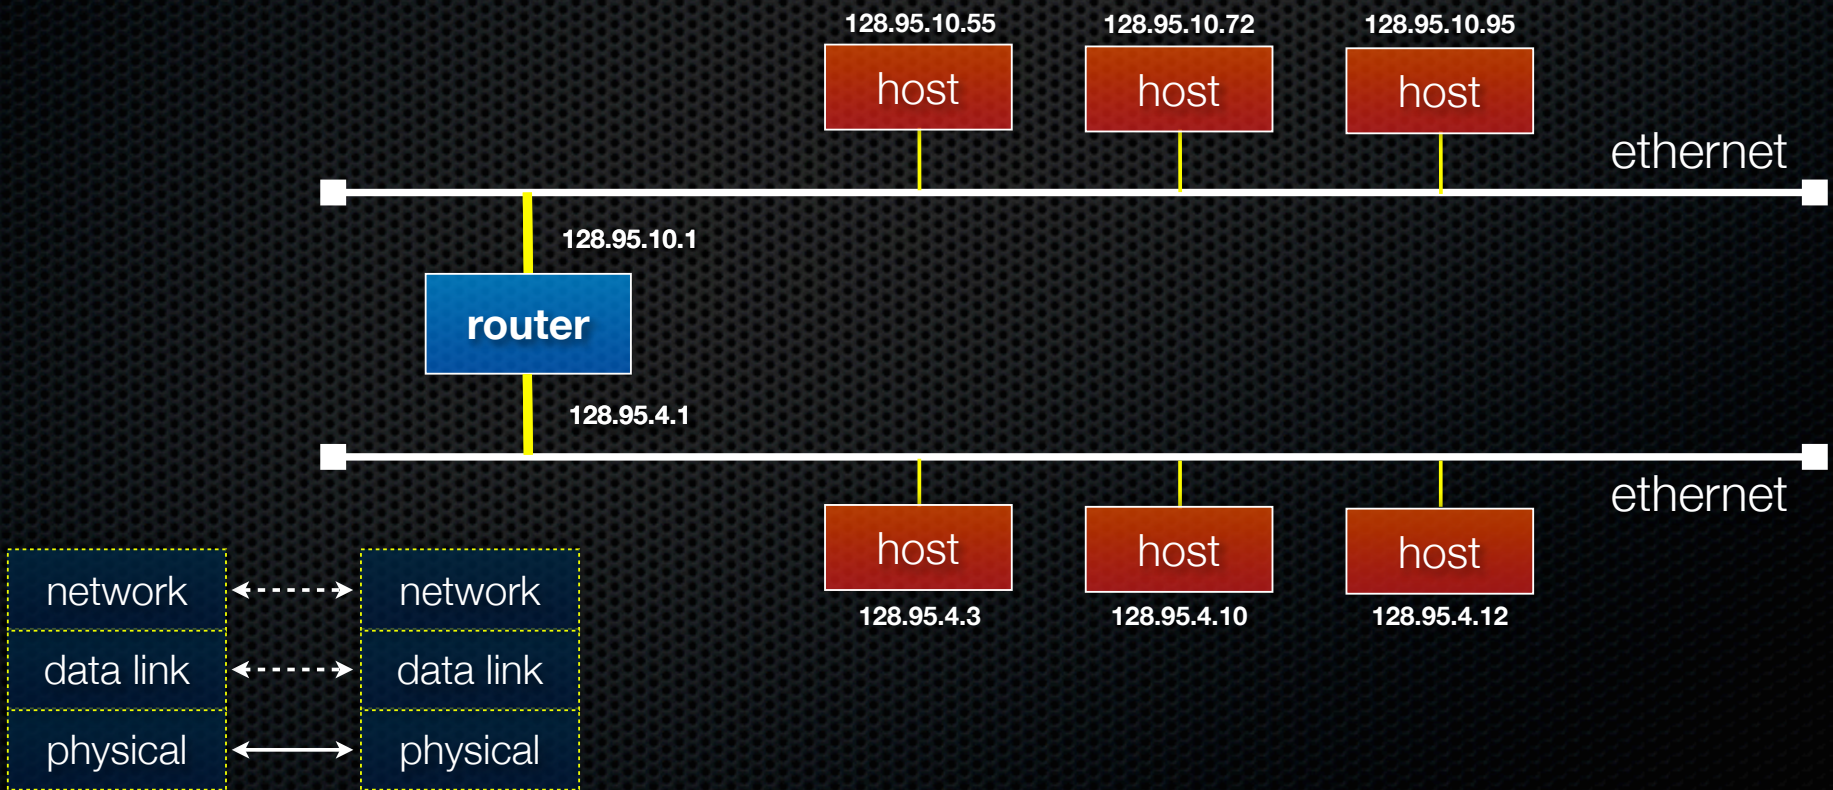 128.95.10.55
128.95.10.72
128.95.10.95
host
host
host
ethernet
128.95.10.1
router
128.95.4.1
ethernet
host
host
host
128.95.4.3
128.95.4.10
128.95.4.12
network
network
data link
data link
physical
physical